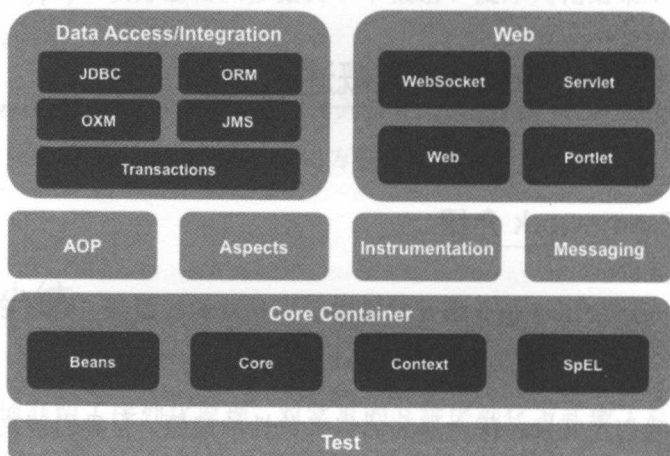 Data Access/Integration
JDBC
ORM
OXM
JMS
Transactions
Web
WebSocket
Servlet
Web
Portlet
AOP
Aspects
Instrumentation
Messaging
Core Container
Beans
Core
Context
SpEL
Test